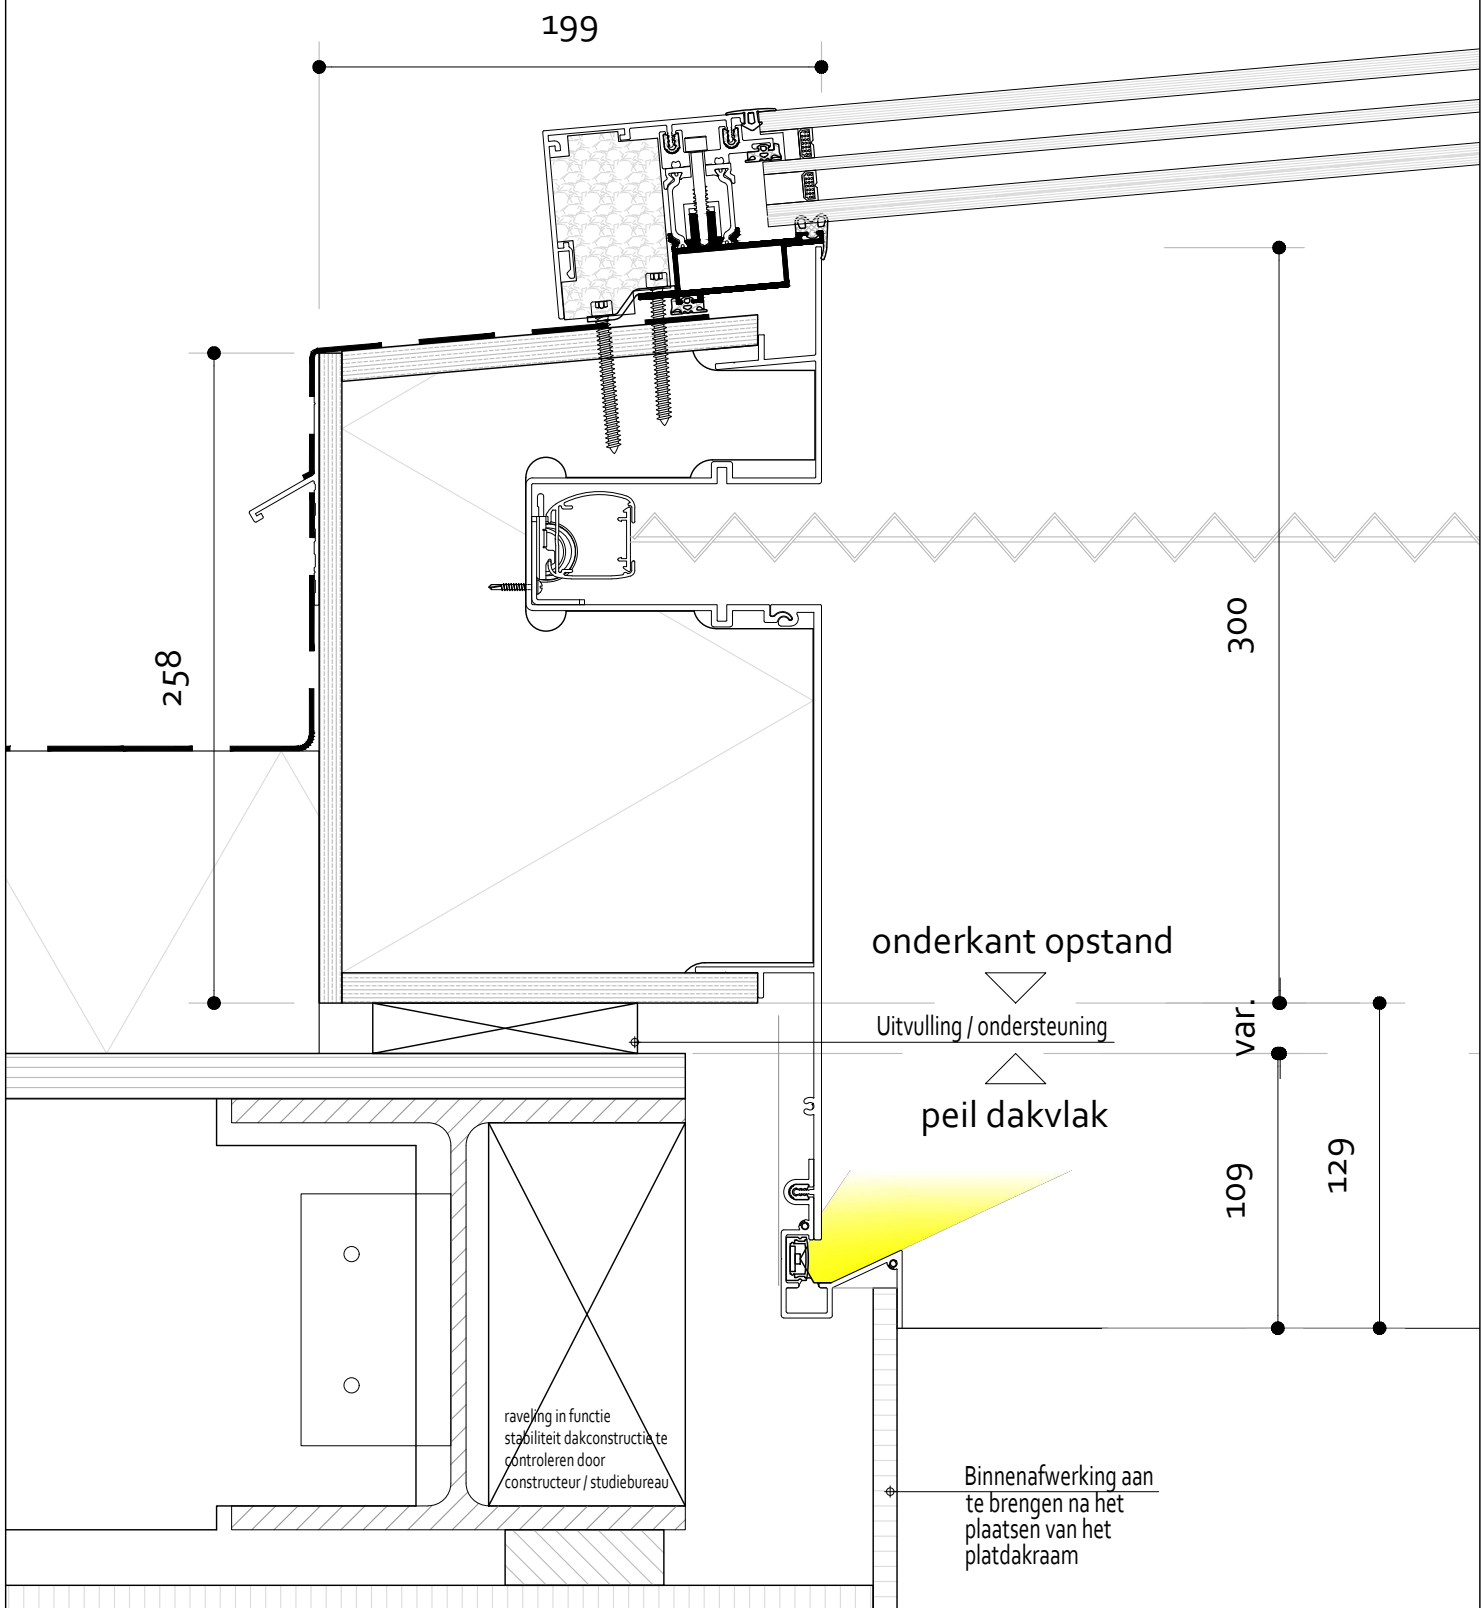 199
258
300
onderkant opstand
Uitvulling / ondersteuning
var.
peil dakvlak
109
129
raveling in functie
stabiliteit dakconstructie te
controleren door
constructeur / studiebureau
Binnenafwerking aan
te brengen na het
plaatsen van het
platdakraam